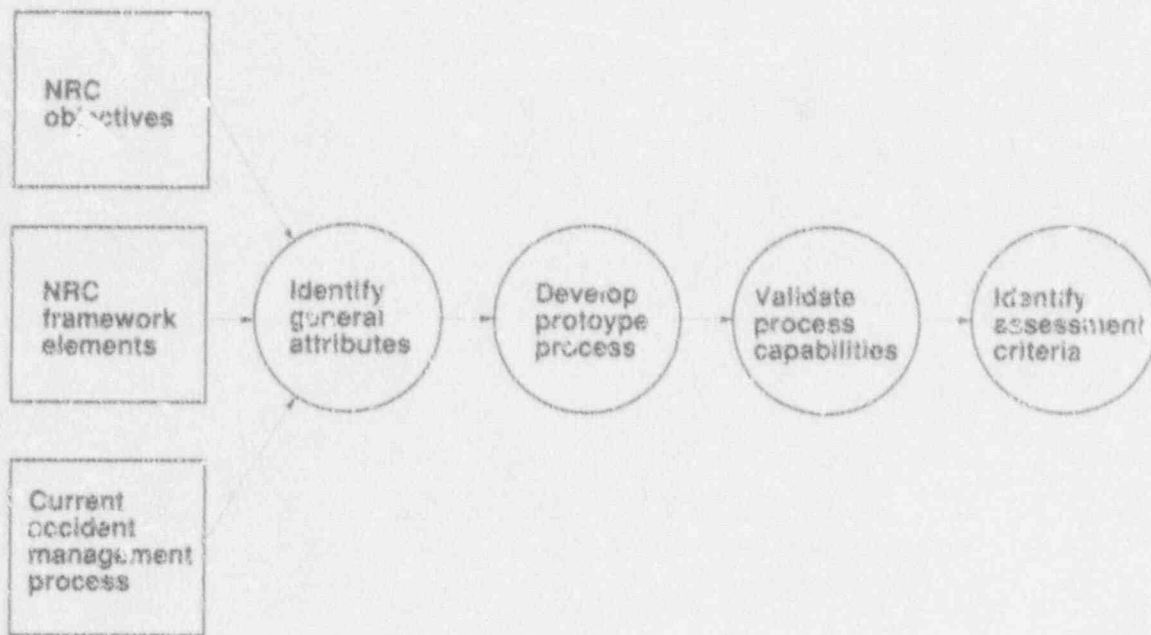 NRC
objectives
NRC
framework
elements
Current
accident
management
process
Identify
general
attributes
Develop
protoype
process
Validate
process
capabilities
Identify
assessment
criteria